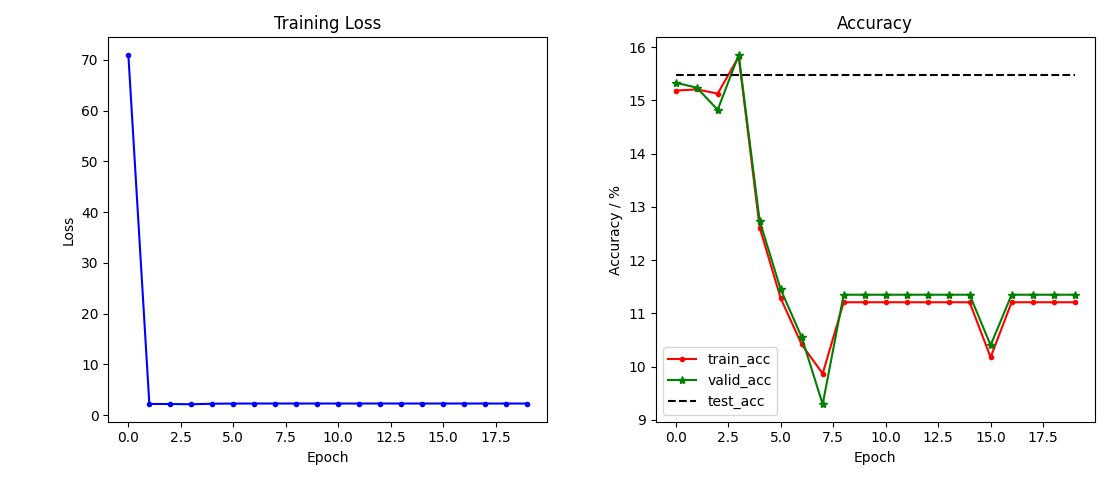 Training Loss
Loss
70
60
50
40
30
20
10
0
0.0 2.5 5.0 7.5 10.0 12.5 15.0 17.5
Epoch
Accuracy
Accuracy / %
16
15
14
13
12
11
10
9
train_acc
valid_acc
test_acc
0.0 2.5 5.0 7.5 10.0 12.5 15.0 17.5
Epoch